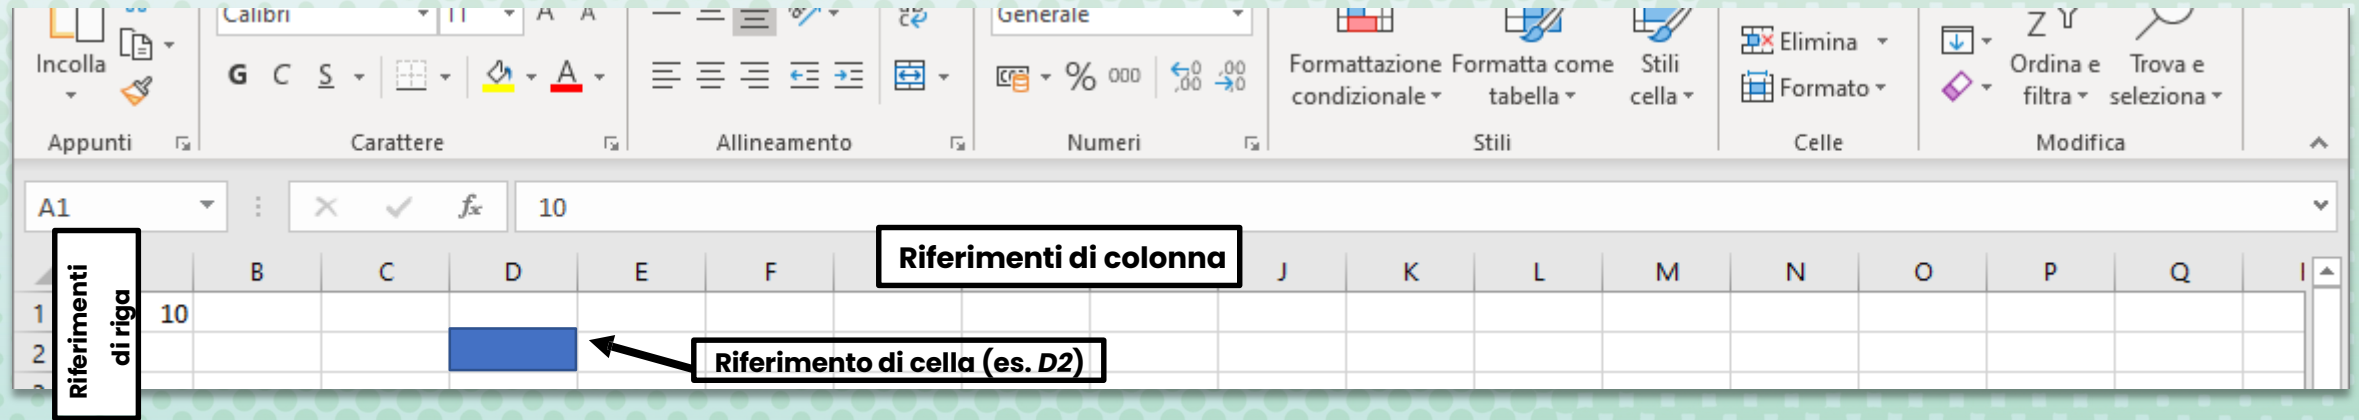 Calibri 11 A A Generale
Incolla G C S A % 000 Formattazione condizionale Formatta come tabella Stili cella Elimina Formato Ordina e filtra Trova e seleziona
Appunti Carattere Allineamento Numeri Stili Celle Modifica
A1 fx 10
Riferimenti di colonna
B C D E F J K L M N O P Q
Riferimenti
di riga
1 10
2
Riferimento di cella (es. D2)